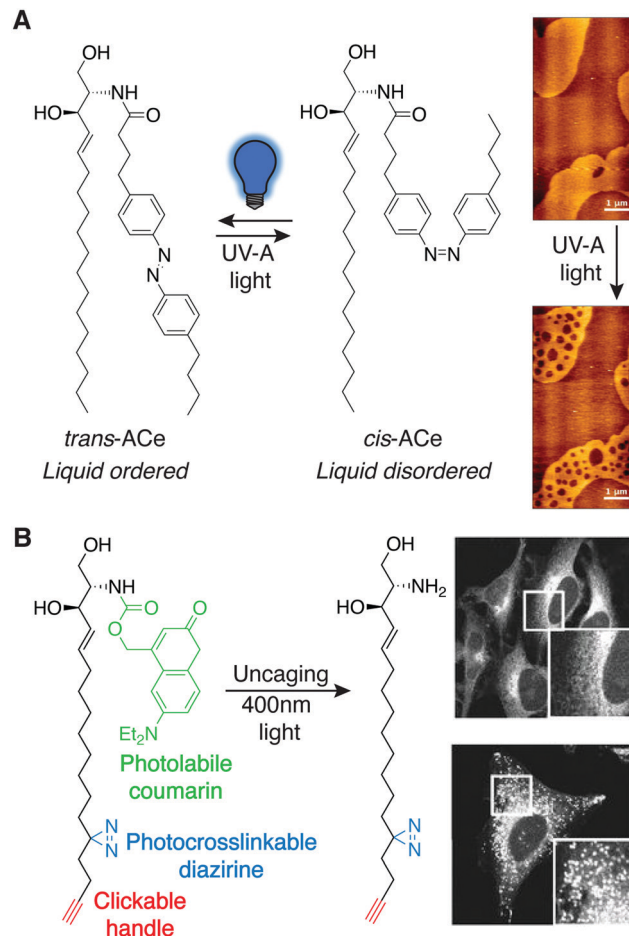 A
OH
HO
NH
O
N
N
trans-ACe
Liquid ordered
UV-A
light
OH
HO
NH
O
N=N
cis-ACe
Liquid disordered
1 µm
UV-A
light
1 µm
B
OH
HO
NH
O
O
O
Et₂N
Photolabile
coumarin
N
N
Photocrosslinkable
diazirine
Clickable
handle
Uncaging
400nm
light
OH
HO
NH₂
N
N